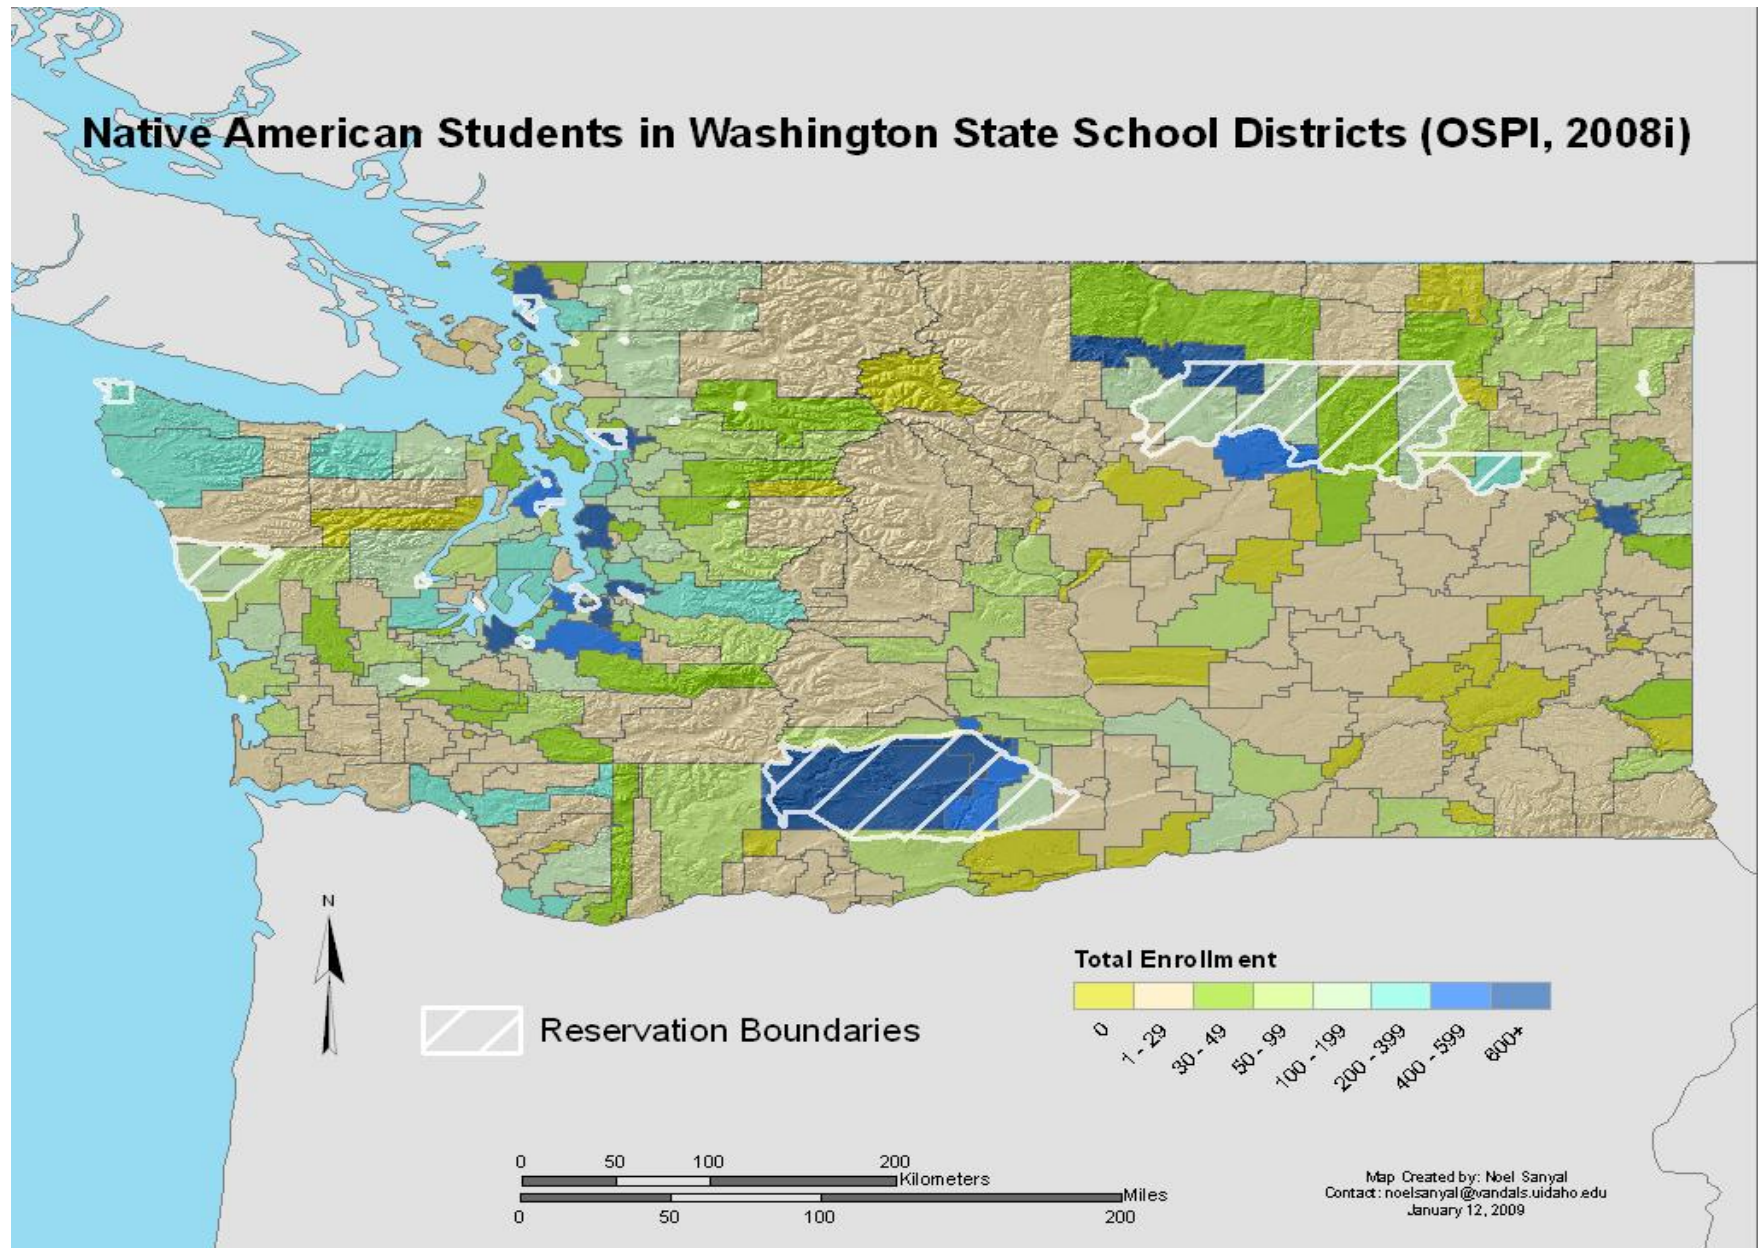 Native American Students in Washington State School Districts (OSPI, 2008i)
N
Reservation Boundaries
Total Enrollment
0
1 - 29
30 - 49
50 - 99
100 - 199
200 - 399
400 - 599
600+
0 50 100 200
Kilometers
Miles
0 50 100 200
Map Created by: Noel Sanyal
Contact: noelsanyal@vandals.uidaho.edu
January 12, 2009